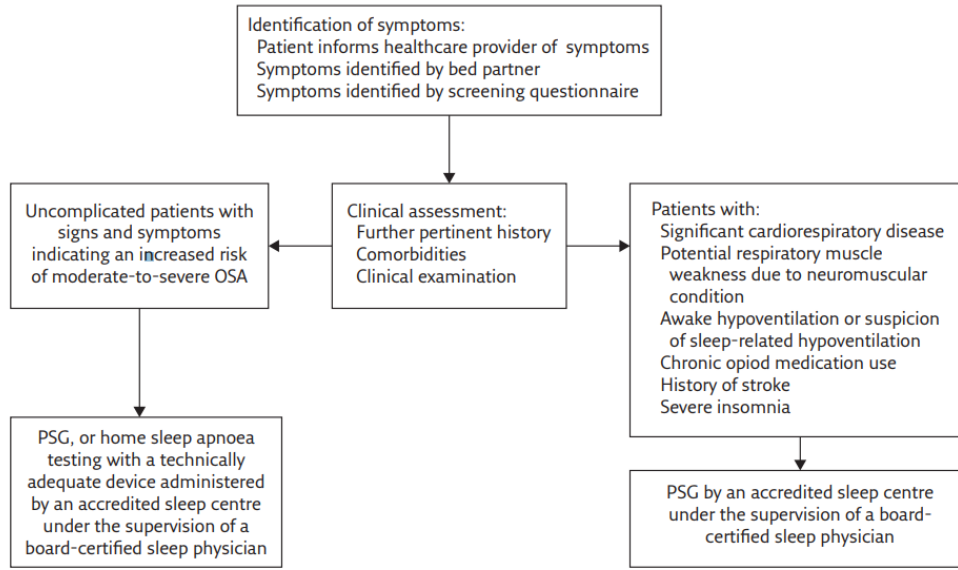 Identification of symptoms:
Patient informs healthcare provider of symptoms
Symptoms identified by bed partner
Symptoms identified by screening questionnaire
Uncomplicated patients with
signs and symptoms
indicating an increased risk
of moderate-to-severe OSA
Clinical assessment:
Further pertinent history
Comorbidities
Clinical examination
Patients with:
Significant cardiorespiratory disease
Potential respiratory muscle
weakness due to neuromuscular
condition
Awake hypoventilation or suspicion
of sleep-related hypoventilation
Chronic opiod medication use
History of stroke
Severe insomnia
PSG, or home sleep apnoea
testing with a technically
adequate device administered
by an accredited sleep centre
under the supervision of a
board-certified sleep physician
PSG by an accredited sleep centre
under the supervision of a board-
certified sleep physician